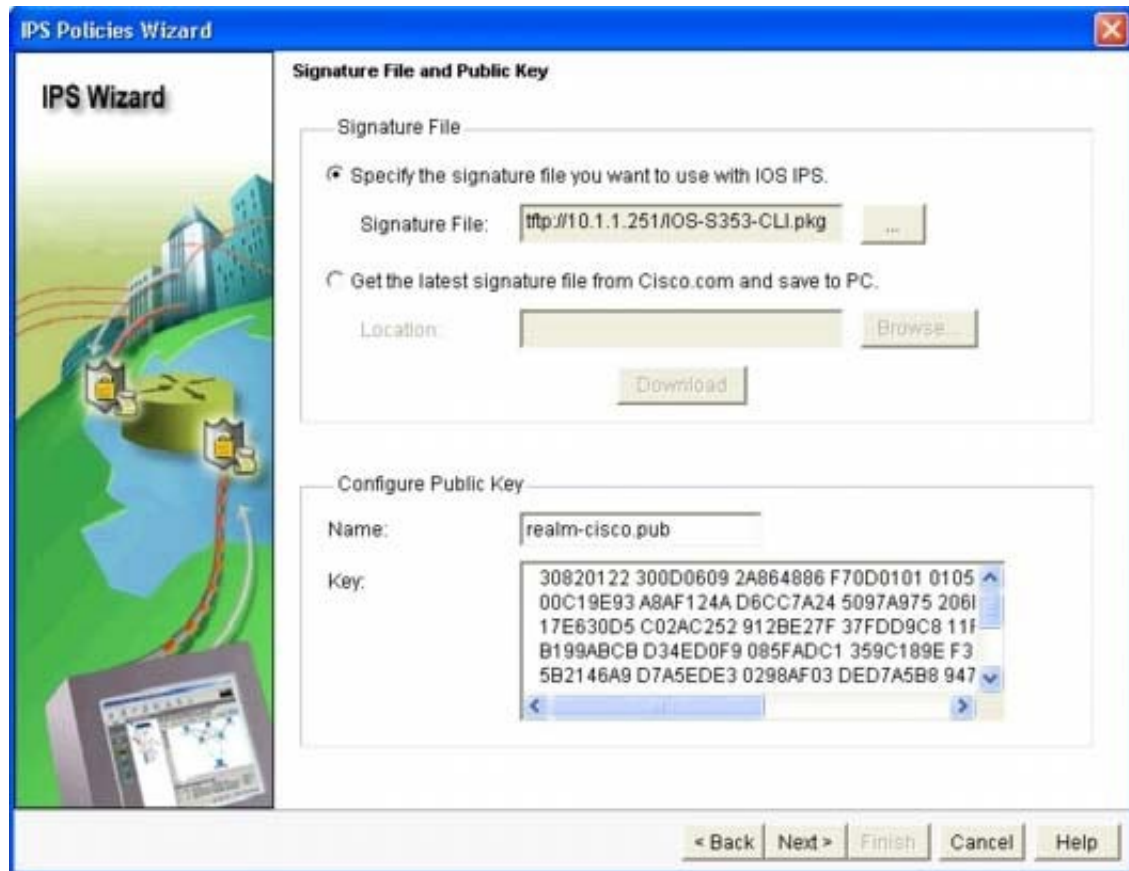 IPS Policies Wizard
IPS Wizard
Signature File and Public Key
Signature File
Specify the signature file you want to use with IOS IPS.
Signature File: tftp://10.1.1.251/IOS-S353-CLI.pkg ...
Get the latest signature file from Cisco.com and save to PC.
Location: Browse...
Download
Configure Public Key
Name: realm-cisco.pub
Key:
30820122 300D0609 2A864886 F70D0101 0105
00C19E93 A8AF124A D6CC7A24 5097A975 206
17E630D5 C02AC252 912BE27F 37FDD9C8 11
B199ABCB D34ED0F9 085FADC1 359C189E F3
5B2146A9 D7A5EDE3 0298AF03 DED7A5B8 947
< Back Next > Finish Cancel Help